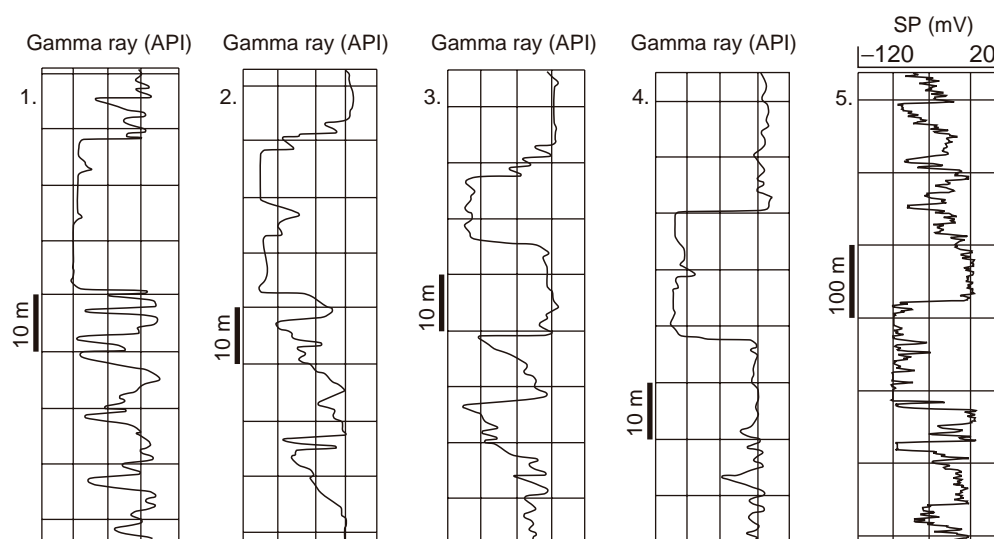 Gamma ray (API)
Gamma ray (API)
Gamma ray (API)
Gamma ray (API)
SP (mV)
–120 20
1.
2.
3.
4.
5.
10 m
10 m
10 m
10 m
100 m